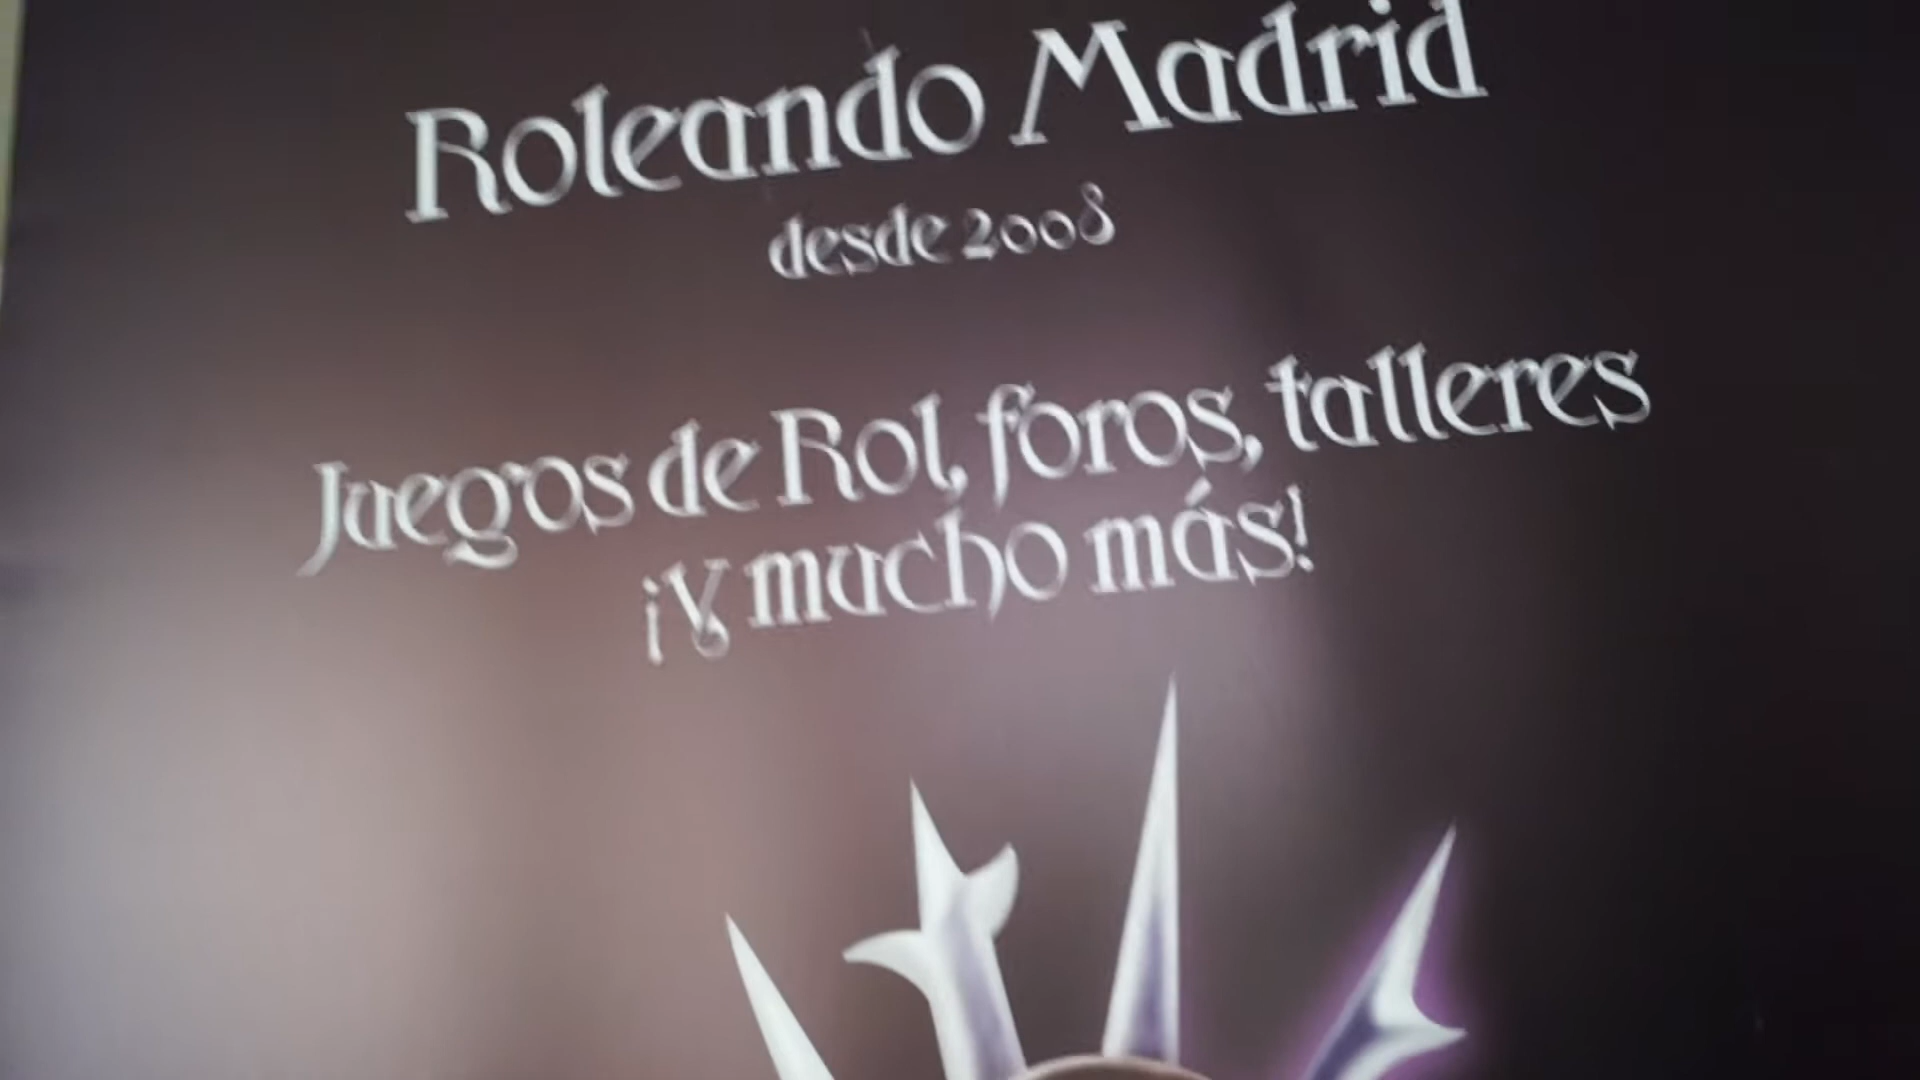 Roleando Madrid
desde 2008
Juegos de Rol, foros, talleres
¡Y mucho más!